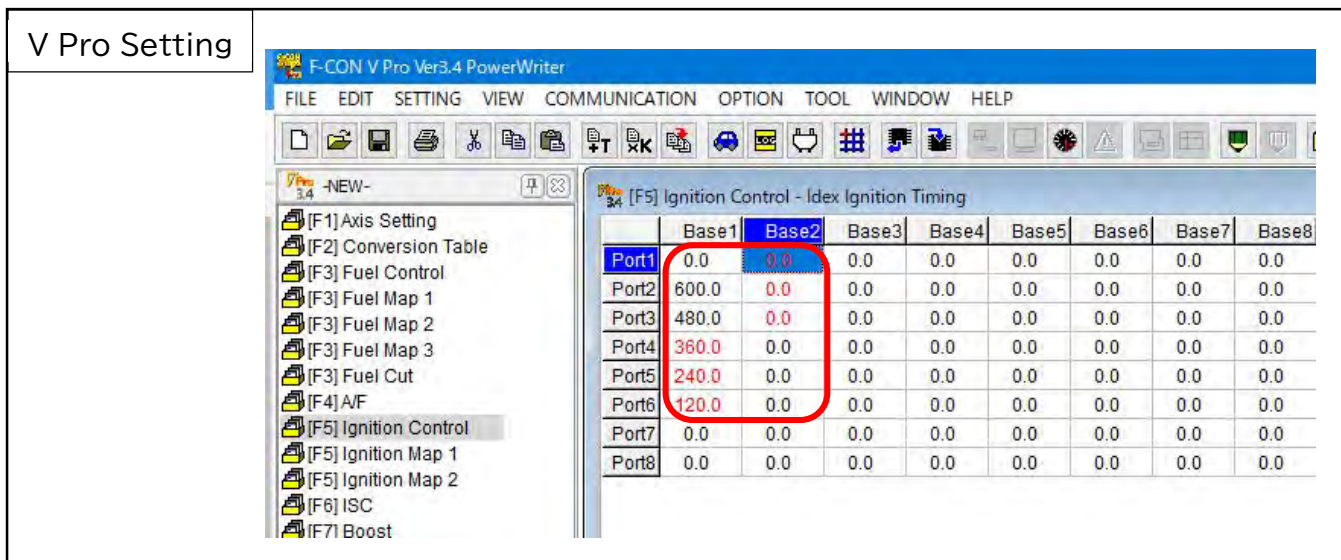 V Pro Setting
F-CON V Pro Ver3.4 PowerWriter
FILE EDIT SETTING VIEW COMMUNICATION OPTION TOOL WINDOW HELP
-NEW-
[F1] Axis Setting
[F2] Conversion Table
[F3] Fuel Control
[F3] Fuel Map 1
[F3] Fuel Map 2
[F3] Fuel Map 3
[F3] Fuel Cut
[F4] A/F
[F5] Ignition Control
[F5] Ignition Map 1
[F5] Ignition Map 2
[F6] ISC
[F7] Boost
[F5] Ignition Control - Idex Ignition Timing
Base1 Base2 Base3 Base4 Base5 Base6 Base7 Base8
Port1 0.0 0.0 0.0 0.0 0.0 0.0 0.0 0.0
Port2 600.0 0.0 0.0 0.0 0.0 0.0 0.0 0.0
Port3 480.0 0.0 0.0 0.0 0.0 0.0 0.0 0.0
Port4 360.0 0.0 0.0 0.0 0.0 0.0 0.0 0.0
Port5 240.0 0.0 0.0 0.0 0.0 0.0 0.0 0.0
Port6 120.0 0.0 0.0 0.0 0.0 0.0 0.0 0.0
Port7 0.0 0.0 0.0 0.0 0.0 0.0 0.0 0.0
Port8 0.0 0.0 0.0 0.0 0.0 0.0 0.0 0.0